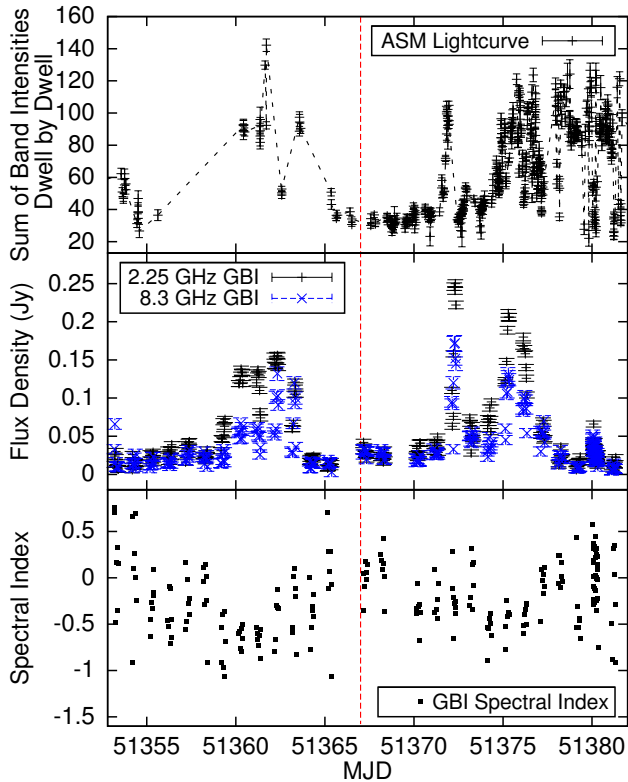 Sum of Band Intensities
Dwell by Dwell
160
140
120
100
80
60
40
20
ASM Lightcurve
Flux Density (Jy)
0.25
0.2
0.15
0.1
0.05
0
2.25 GHz GBI
8.3 GHz GBI
Spectral Index
0.5
0
-0.5
-1
-1.5
GBI Spectral Index
51355
51360
51365
51370
51375
51380
MJD